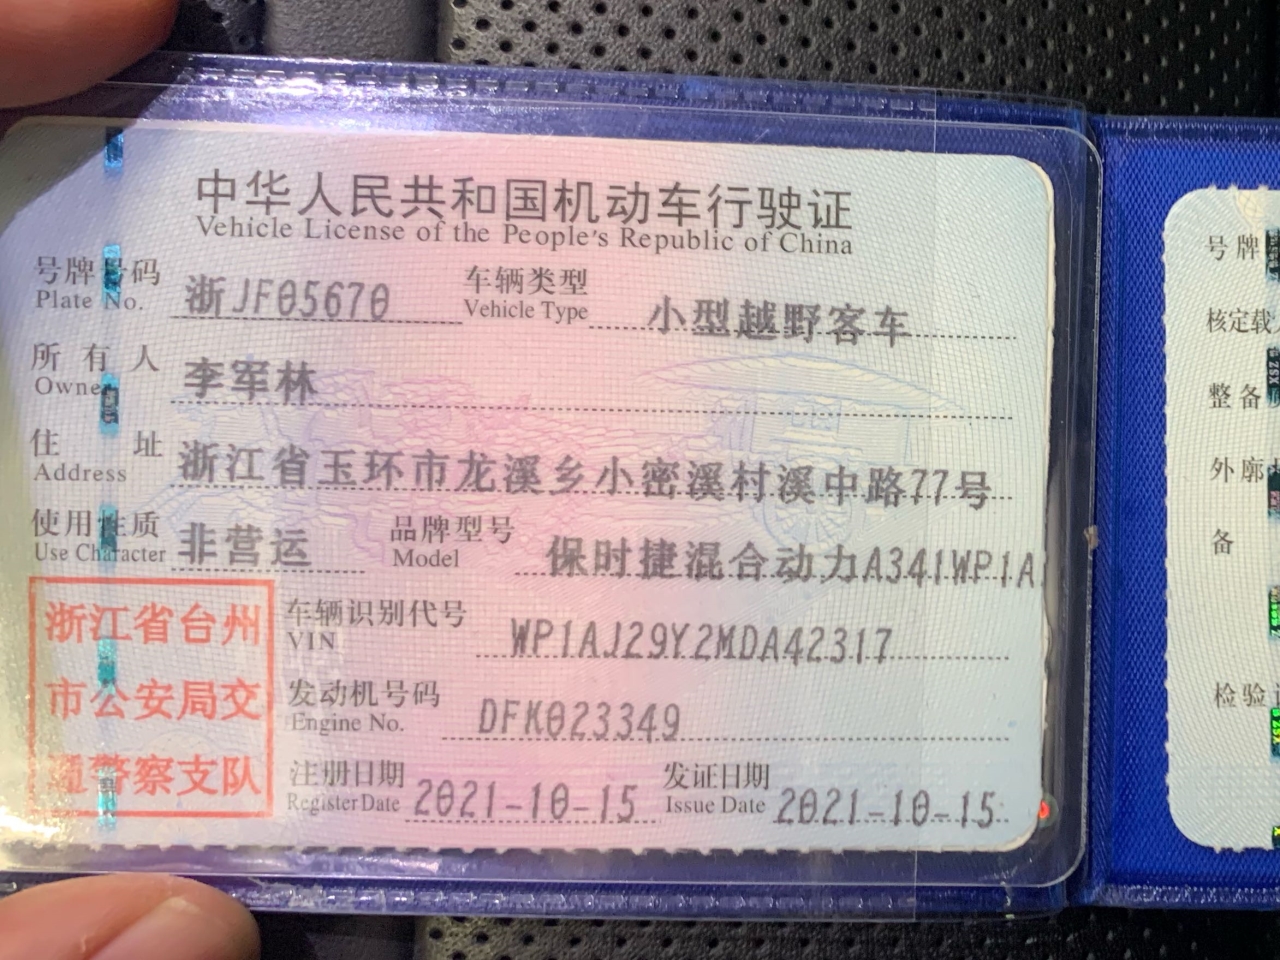 中华人民共和国机动车行驶证
Vehicle License of the People's Republic of China
号牌号码 浙JF05670 车辆类型 小型越野客车
Plate No. Vehicle Type
所有人 李军林
Owner
住址 浙江省玉环市龙溪乡小密溪村溪中路77号
Address
使用性质 非营运 品牌型号 保时捷混合动力A341WP1A
Use Character Model
浙江省台州
市公安局交
通警察支队
车辆识别代号 WP1AJ29Y2MDA42317
VIN
发动机号码 DFK023349
Engine No.
注册日期 2021-10-15 发证日期 2021-10-15
Register Date Issue Date
号牌
核定载
整备
外廓
备
检验